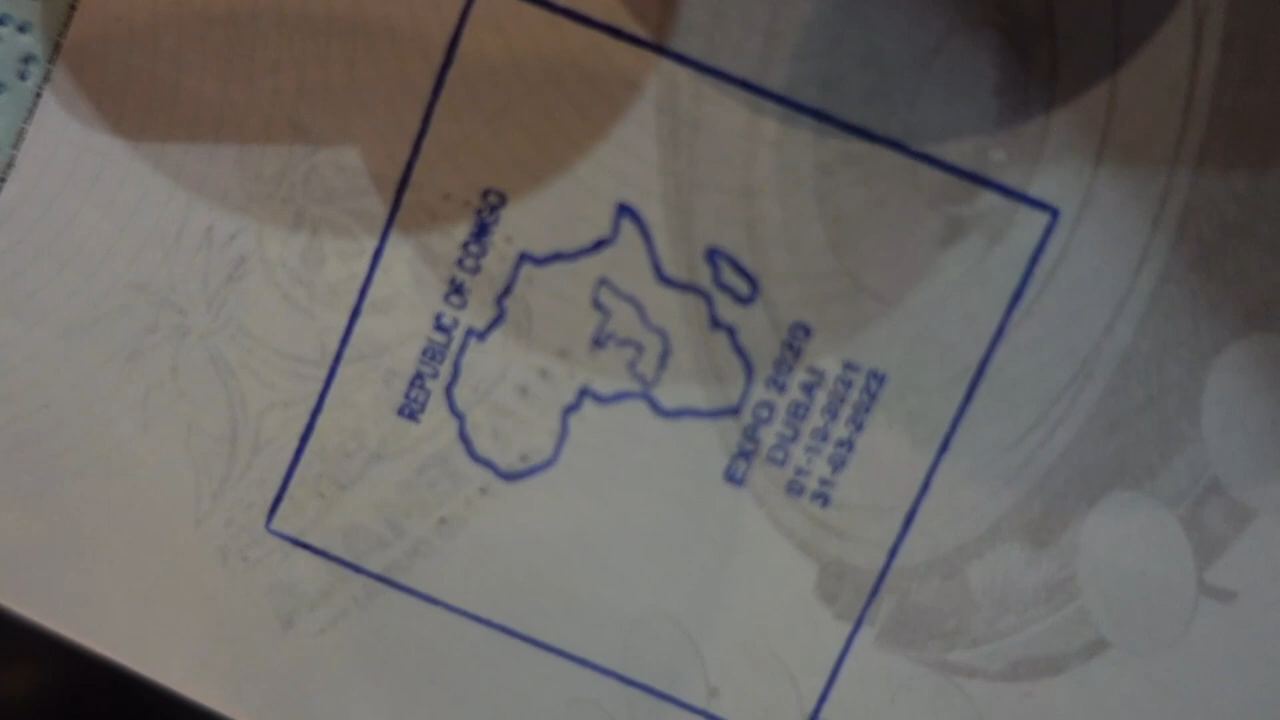 REPUBLIC OF CONGO
EXPO 2020
DUBAI
01-10-2021
31-03-2022